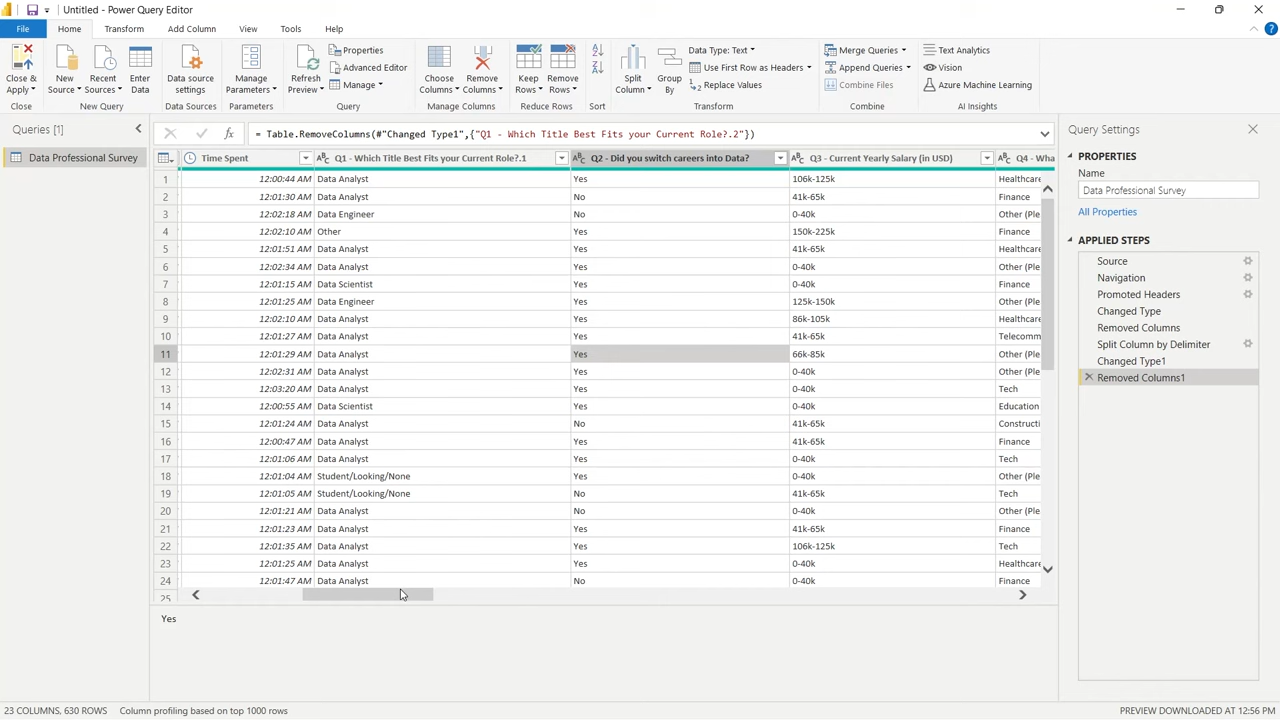 Untitled - Power Query Editor
File Home Transform Add Column View Tools Help
Close & Apply
New Source
Recent Sources
Enter Data
Data source settings
Manage Parameters
Refresh Preview
Properties
Advanced Editor
Manage
Choose Columns
Remove Columns
Keep Rows
Remove Rows
Split Column
Group By
Data Type: Text
Use First Row as Headers
Replace Values
Merge Queries
Append Queries
Combine Files
Text Analytics
Vision
Azure Machine Learning
Close New Query Data Sources Parameters Query Manage Columns Reduce Rows Sort Transform Combine AI Insights
Queries [1]
Data Professional Survey
= Table.RemoveColumns(#"Changed Type1",{"Q1 - Which Title Best Fits your Current Role?.2"})
Time Spent Q1 - Which Title Best Fits your Current Role?.1 Q2 - Did you switch careers into Data? Q3 - Current Yearly Salary (in USD) Q4 - Wha
1 12:00:44 AM Data Analyst Yes 106k-125k Healthcare
2 12:01:30 AM Data Analyst No 41k-65k Finance
3 12:02:18 AM Data Engineer No 0-40k Other (Ple
4 12:02:10 AM Other Yes 150k-225k Finance
5 12:01:51 AM Data Analyst Yes 41k-65k Healthcare
6 12:02:34 AM Data Analyst Yes 0-40k Other (Ple
7 12:01:15 AM Data Scientist Yes 0-40k Finance
8 12:01:25 AM Data Engineer Yes 125k-150k Other (Ple
9 12:02:10 AM Data Analyst Yes 86k-105k Healthcare
10 12:01:27 AM Data Analyst Yes 41k-65k Telecomm
11 12:01:29 AM Data Analyst Yes 66k-85k Other (Ple
12 12:02:31 AM Data Analyst Yes 0-40k Other (Ple
13 12:03:20 AM Data Analyst Yes 0-40k Tech
14 12:00:55 AM Data Scientist Yes 0-40k Education
15 12:01:24 AM Data Analyst No 41k-65k Constructi
16 12:00:47 AM Data Analyst Yes 41k-65k Finance
17 12:01:06 AM Data Analyst Yes 0-40k Tech
18 12:01:04 AM Student/Looking/None Yes 0-40k Other (Ple
19 12:01:05 AM Student/Looking/None No 41k-65k Tech
20 12:01:21 AM Data Analyst No 0-40k Other (Ple
21 12:01:23 AM Data Analyst Yes 41k-65k Finance
22 12:01:35 AM Data Analyst Yes 106k-125k Tech
23 12:01:25 AM Data Analyst Yes 0-40k Healthcare
24 12:01:47 AM Data Analyst No 0-40k Finance
25
Yes
Query Settings
PROPERTIES
Name
Data Professional Survey
All Properties
APPLIED STEPS
Source
Navigation
Promoted Headers
Changed Type
Removed Columns
Split Column by Delimiter
Changed Type1
Removed Columns1
23 COLUMNS, 630 ROWS Column profiling based on top 1000 rows PREVIEW DOWNLOADED AT 12:56 PM